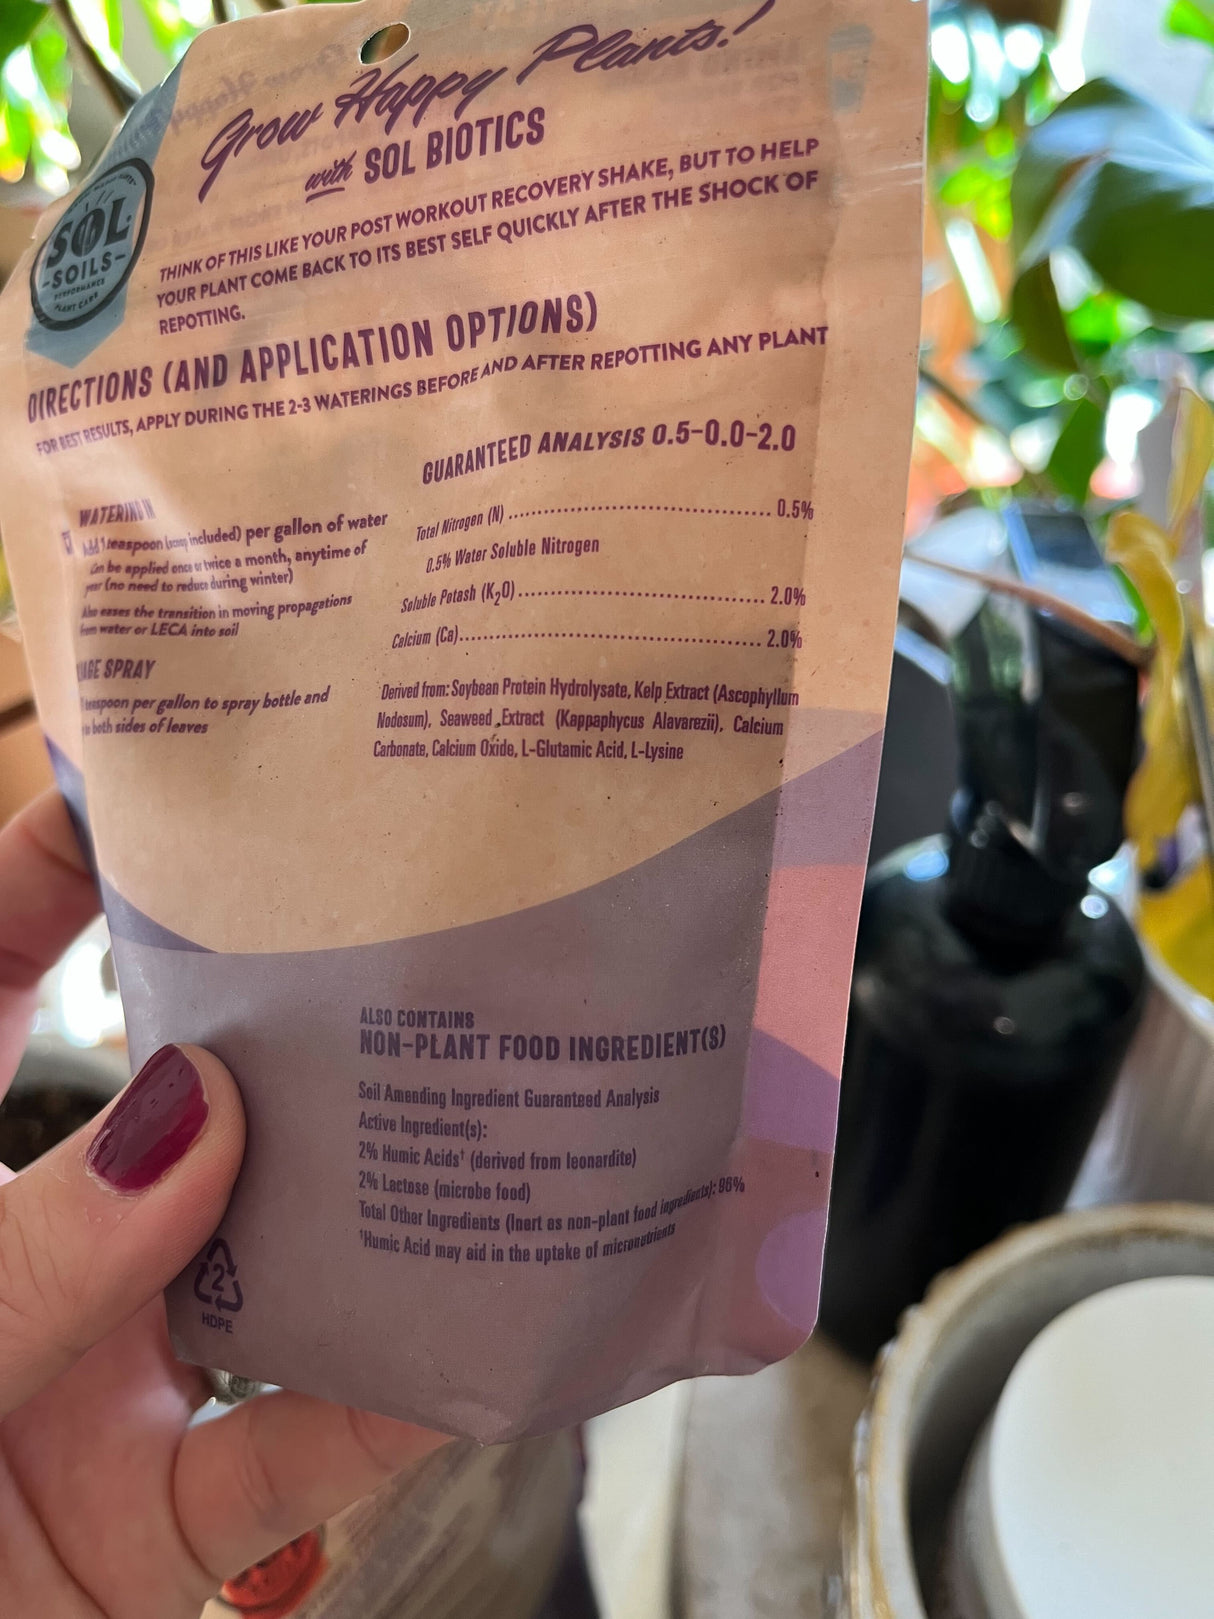 Grow Happy Plants!
with SOL BIOTICS
SOL
-SOILS-
PERFORMANCE
PLANT CARE
THINK OF THIS LIKE YOUR POST WORKOUT RECOVERY SHAKE, BUT TO HELP
YOUR PLANT COME BACK TO ITS BEST SELF QUICKLY AFTER THE SHOCK OF
REPOTTING.
DIRECTIONS (AND APPLICATION OPTIONS)
FOR BEST RESULTS, APPLY DURING THE 2-3 WATERINGS BEFORE AND AFTER REPOTTING ANY PLANT
WATERING IN
Add 1 teaspoon (scoop included) per gallon of water
Can be applied once or twice a month, anytime of
year (no need to reduce during winter)
Also eases the transition in moving propagations
from water or LECA into soil
SPRAY
teaspoon per gallon to spray bottle and
both sides of leaves
GUARANTEED ANALYSIS 0.5-0.0-2.0
Total Nitrogen (N) ........................................ 0.5%
0.5% Water Soluble Nitrogen
Soluble Potash (K₂O) ..................................... 2.0%
Calcium (Ca) ............................................... 2.0%
Derived from: Soybean Protein Hydrolysate, Kelp Extract (Ascophyllum
Nodosum), Seaweed Extract (Kappaphycus Alavarezii), Calcium
Carbonate, Calcium Oxide, L-Glutamic Acid, L-Lysine
ALSO CONTAINS
NON-PLANT FOOD INGREDIENT(S)
Soil Amending Ingredient Guaranteed Analysis
Active Ingredient(s):
2% Humic Acids† (derived from leonardite)
2% Lactose (microbe food)
Total Other Ingredients (Inert as non-plant food ingredients): 96%
†Humic Acid may aid in the uptake of micronutrients
2
HDPE